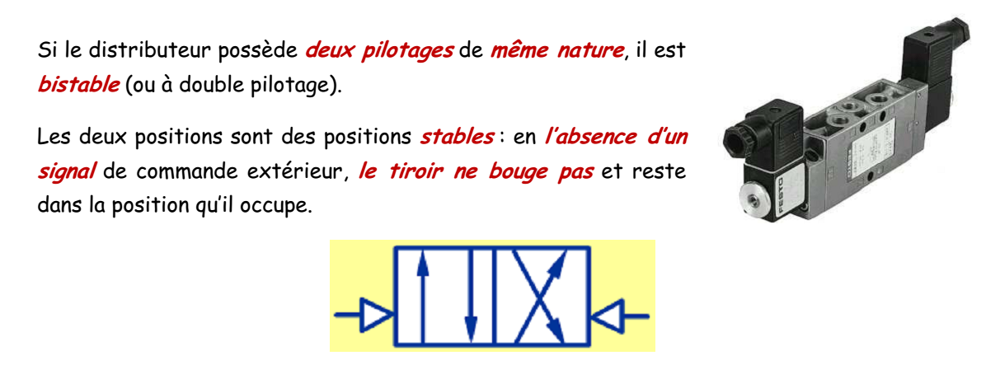 Si le distributeur possède deux pilotages de même nature, il est
bistable (ou à double pilotage).
Les deux positions sont des positions stables : en l'absence d'un
signal de commande extérieur, le tiroir ne bouge pas et reste
dans la position qu'il occupe.
FESTO